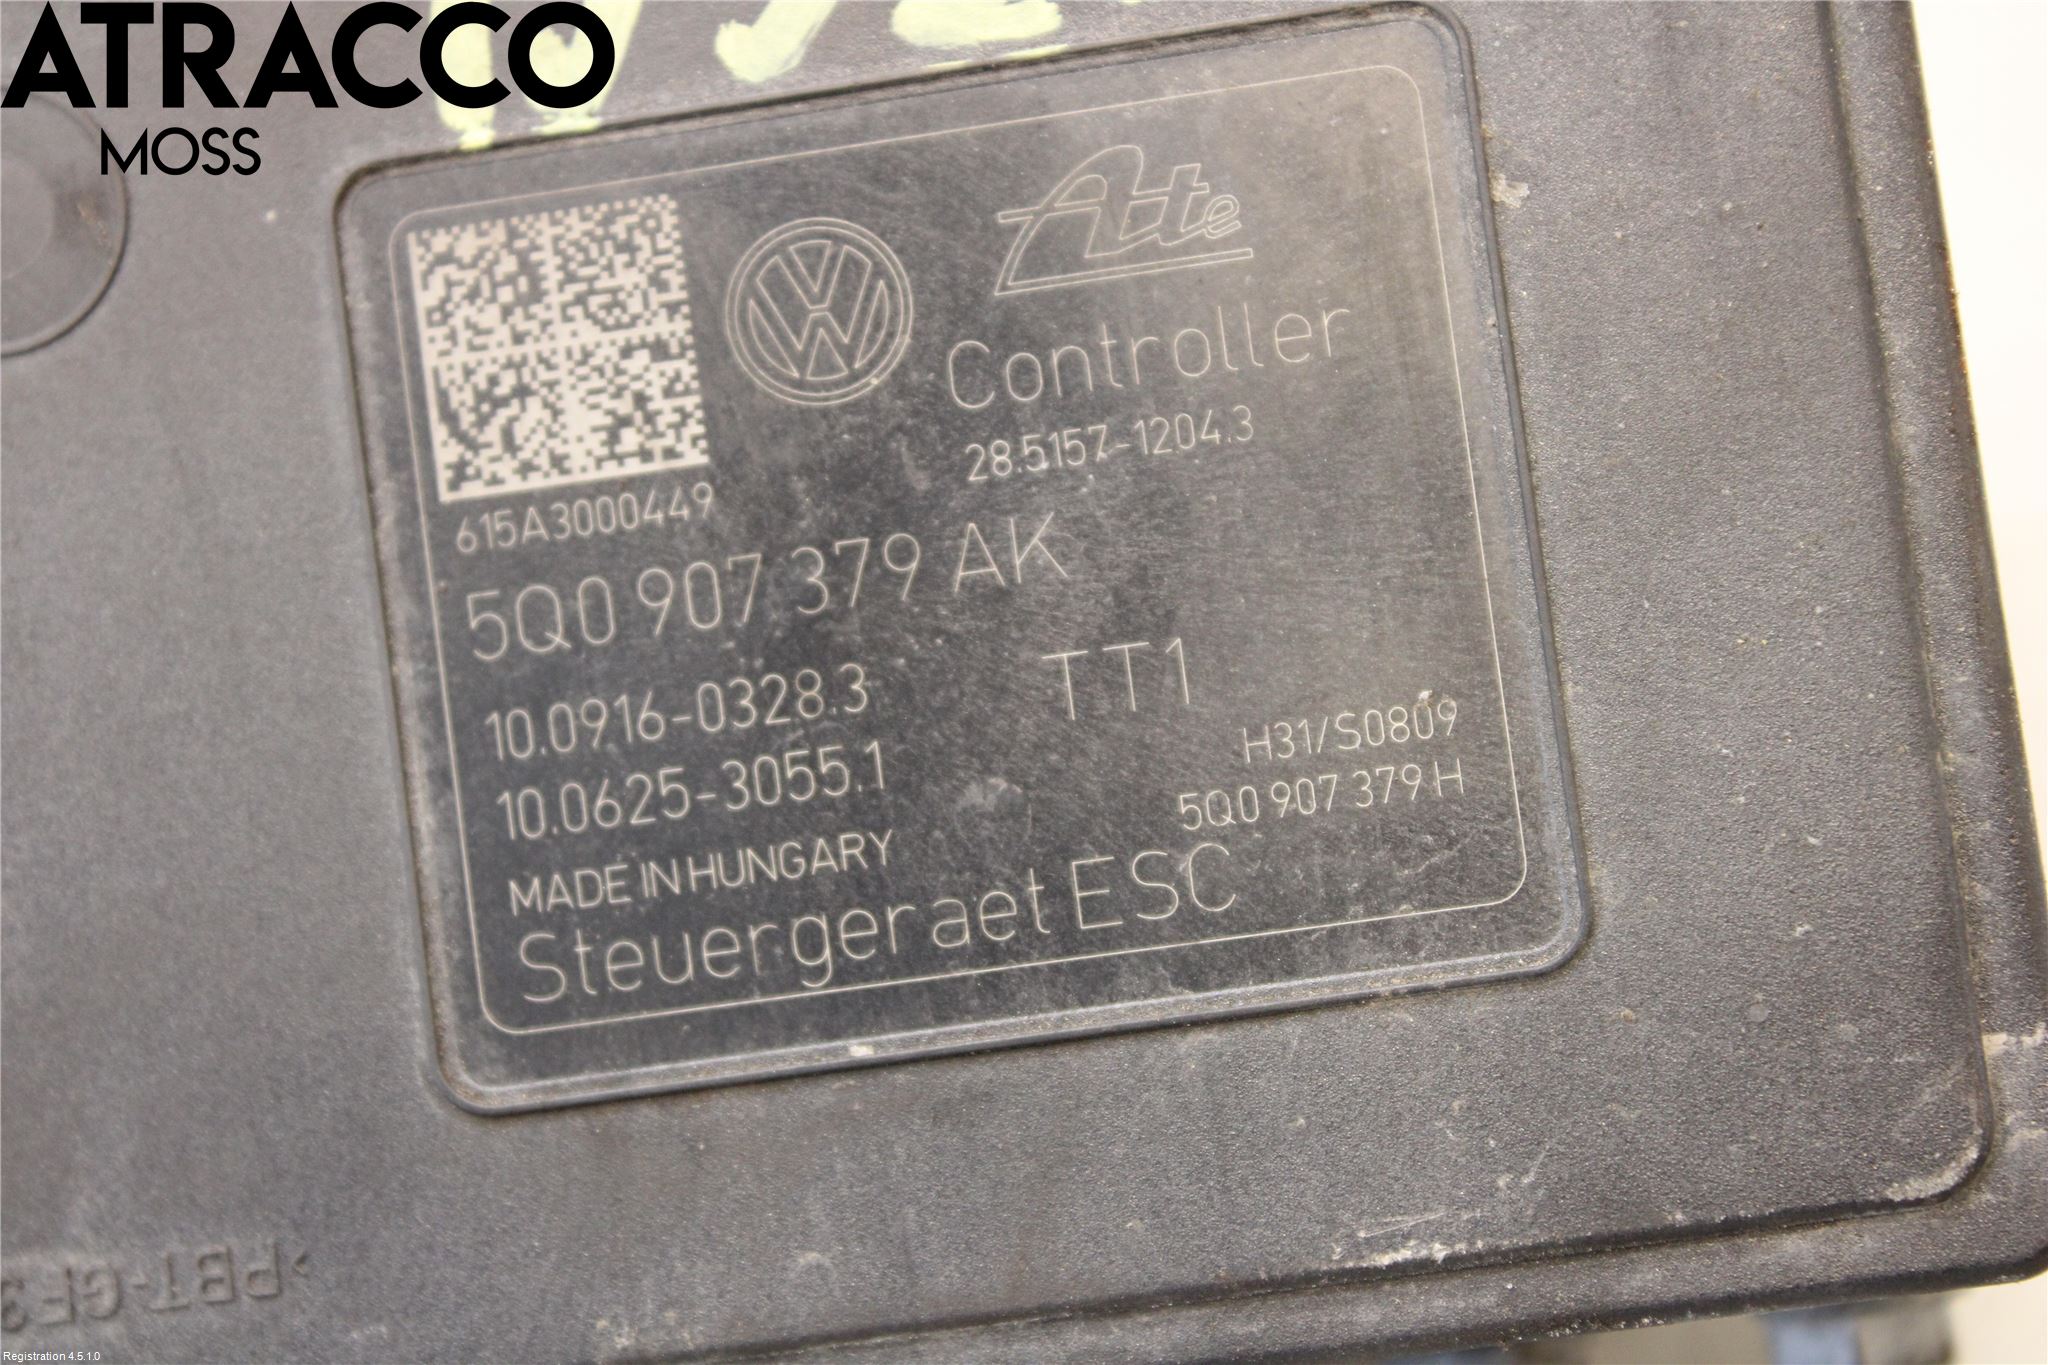 ATRACCO
MOSS
Ate
Controller
28.5157-1204.3
615A3000449
5Q0 907 379 AK
10.0916-0328.3
TT1
10.0625-3055.1
H31/S0809
5Q0 907 379 H
MADE IN HUNGARY
Steuergeraet ESC
>PBT-GF3
Registration 4.5.1.0